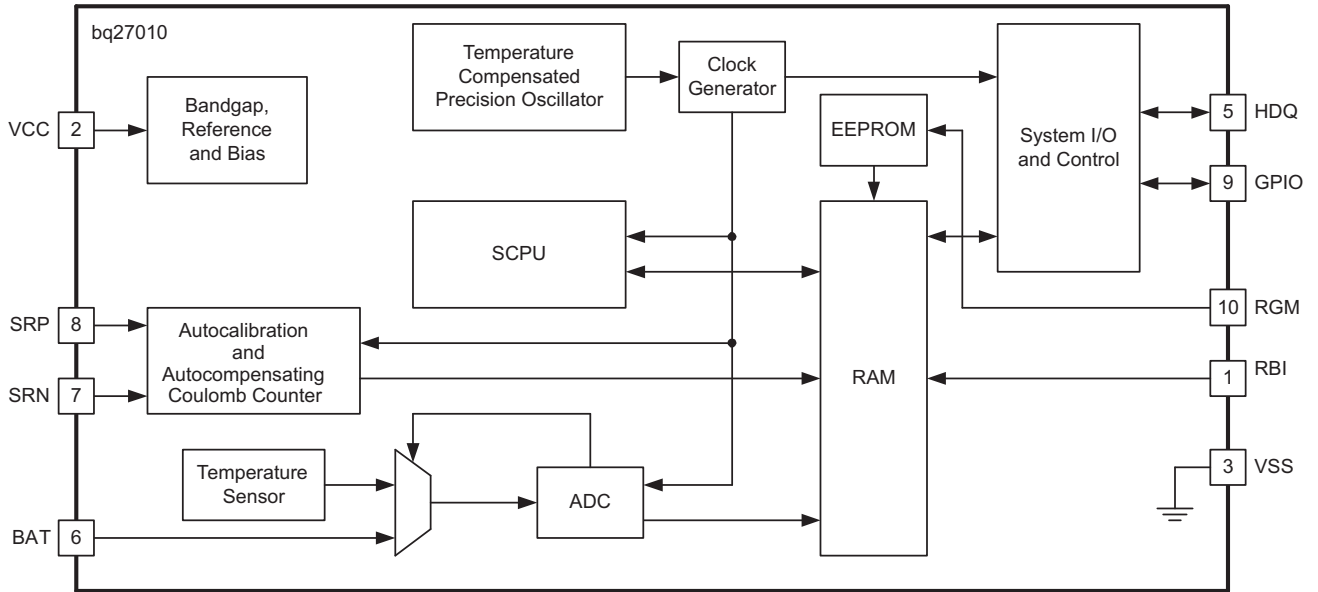 bq27010
Temperature
Compensated
Precision Oscillator
Clock
Generator
Bandgap,
Reference
and Bias
VCC
2
EEPROM
System I/O
and Control
5
HDQ
9
GPIO
SCPU
SRP
8
SRN
7
Autocalibration
and
Autocompensating
Coulomb Counter
RAM
10
RGM
1
RBI
Temperature
Sensor
ADC
3
VSS
BAT
6